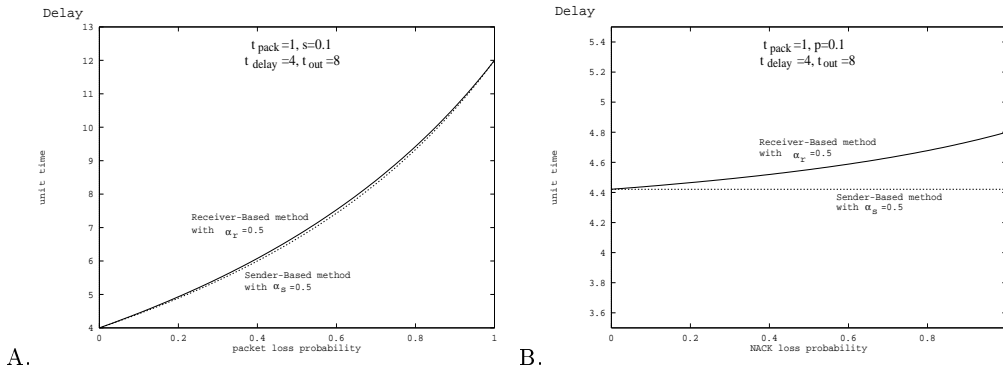 Delay
13
12
11
10
9
8
7
6
5
4
unit time
t pack =1, s=0.1
t delay =4, t out =8
Receiver-Based method
with α r =0.5
Sender-Based method
with α s =0.5
0
0.2
0.4
0.6
0.8
1
packet loss probability
A.
Delay
5.4
5.2
5
4.8
4.6
4.4
4.2
4
3.8
3.6
unit time
t pack =1, p=0.1
t delay =4, t out =8
Receiver-Based method
with α r =0.5
Sender-Based method
with α s =0.5
0
0.2
0.4
0.6
0.8
NACK loss probability
B.